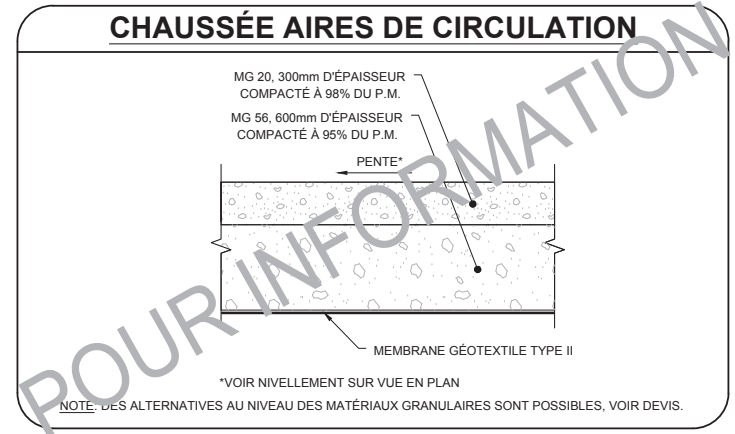 CHAUSSÉE AIRES DE CIRCULATION
MG 20, 300mm D'ÉPAISSEUR
COMPACTÉ À 98% DU P.M.
MG 56, 600mm D'ÉPAISSEUR
COMPACTÉ À 95% DU P.M.
PENTE*
POUR INFORMATION
MEMBRANE GÉOTEXTILE TYPE II
*VOIR NIVELLEMENT SUR VUE EN PLAN
NOTE: DES ALTERNATIVES AU NIVEAU DES MATÉRIAUX GRANULAIRES SONT POSSIBLES, VOIR DEVIS.